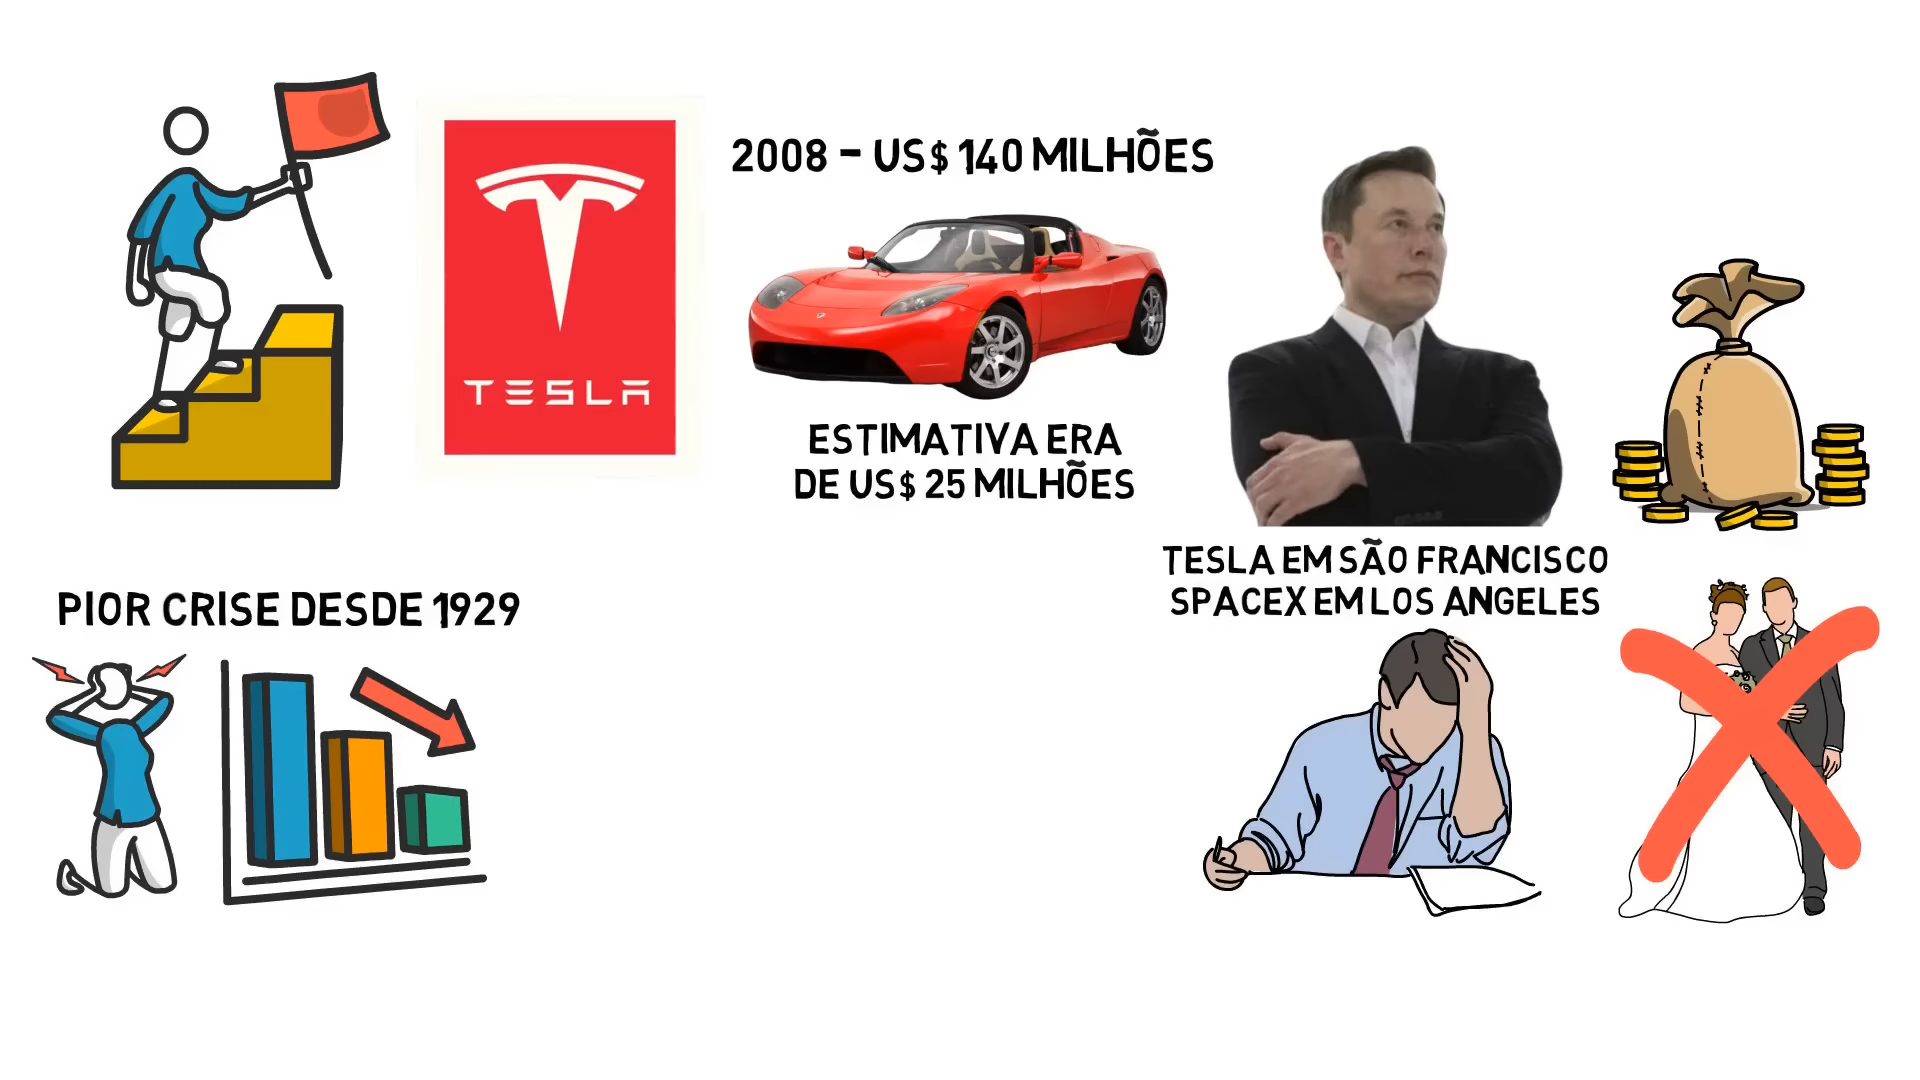 TESLA
2008 - US$ 140 MILHÕES
ESTIMATIVA ERA
DE US$ 25 MILHÕES
TESLA EM SÃO FRANCISCO
SPACEX EM LOS ANGELES
PIOR CRISE DESDE 1929